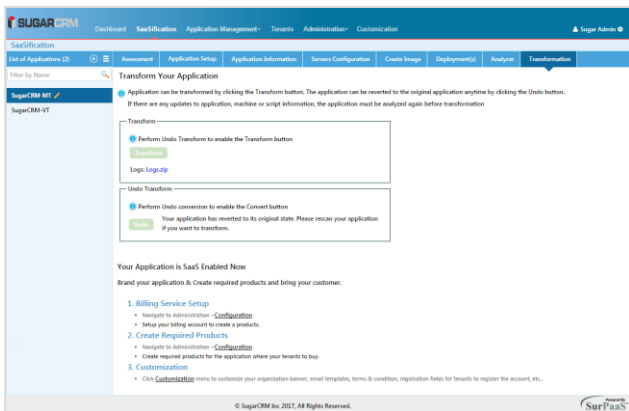 SUGARCRM
Dashboard SaaSification Application Management Tenants Administration Customization Sugar Admin
SaaSification
List of Applications (2) Assessment Application Setup Application Information Servers Configuration Create Image Deployment(s) Analyzer Transformation
Filter by Name
Transform Your Application
SugarCRM-MT
Application can be transformed by clicking the Transform button. The application can be reverted to the original application anytime by clicking the Undo button.
If there are any updates to application, machine or script information, the application must be analyzed again before transformation
SugarCRM-VT
Transform
Perform Undo Transform to enable the Transform button
Transform
Logs: Logs.zip
Undo Transform
Perform Undo conversion to enable the Convert button
Undo
Your application has reverted to its original state. Please rescan your application
if you want to transform.
Your Application is SaaS Enabled Now
Brand your application & Create required products and bring your customer.
1. Billing Service Setup
• Navigate to Administration >Configuration
• Setup your billing account to create a products.
2. Create Required Products
• Navigate to Administration >Configuration
• Create required products for the application where your tenants to buy.
3. Customization
• Click Customization menu to customize your organization banner, email templates, terms & condition, registration fields for tenants to register the account, etc..
© SugarCRM Inc 2017, All Rights Reserved.
Powered By
SurPaaS